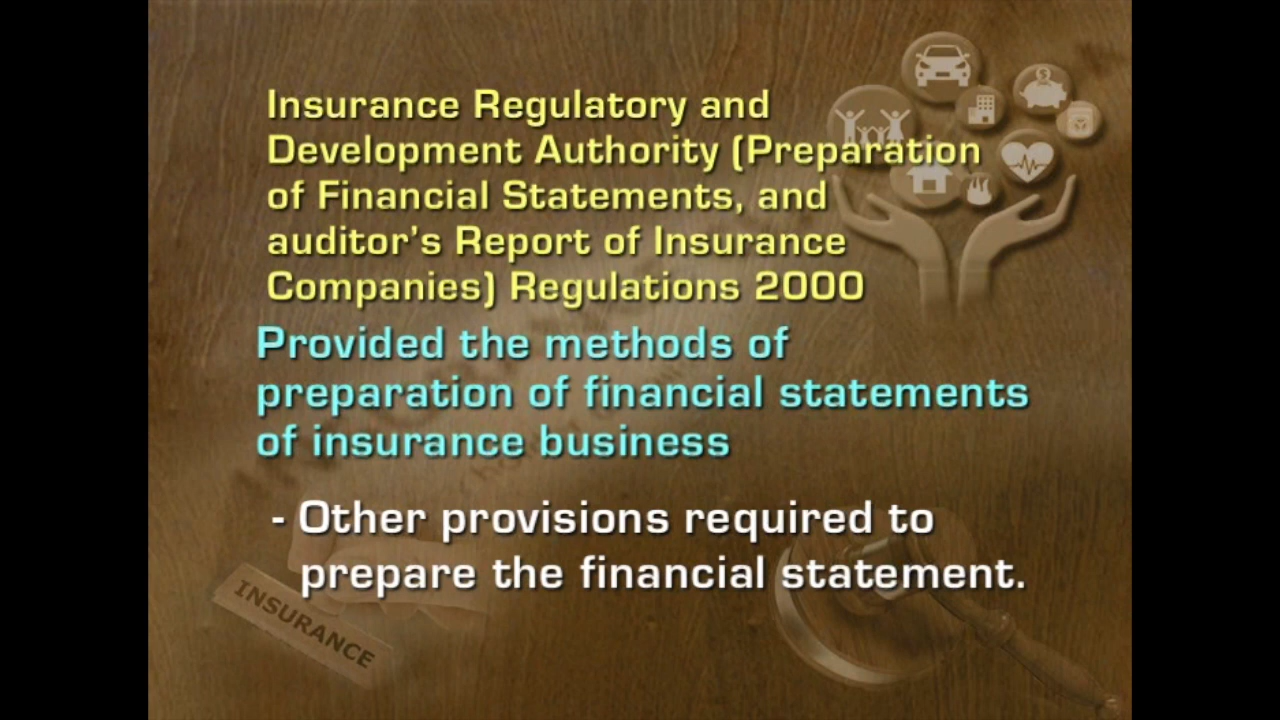 Insurance Regulatory and
Development Authority (Preparation
of Financial Statements, and
auditor's Report of Insurance
Companies) Regulations 2000
Provided the methods of
preparation of financial statements
of insurance business
- Other provisions required to
prepare the financial statement.
INSURANCE